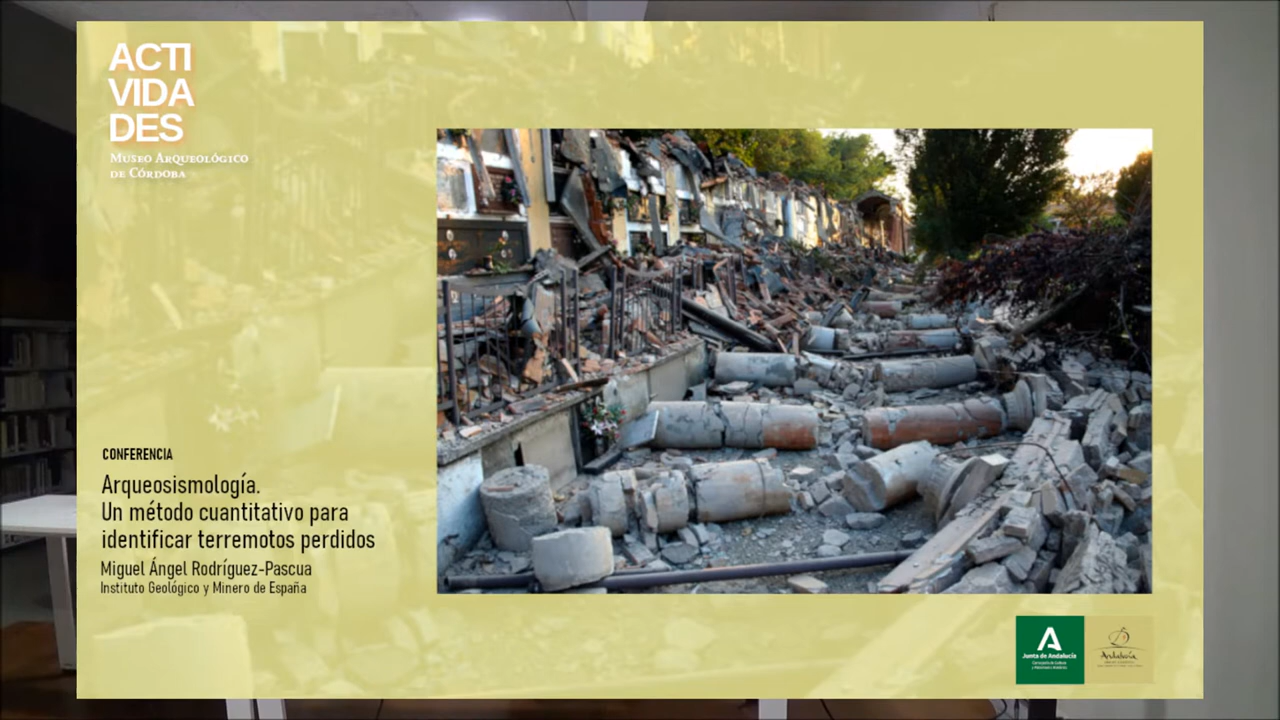 ACTI
VIDA
DES
Museo Arqueológico
de Córdoba
CONFERENCIA
Arqueosismología.
Un método cuantitativo para
identificar terremotos perdidos
Miguel Ángel Rodríguez-Pascua
Instituto Geológico y Minero de España
Junta de Andalucía
Andalucía